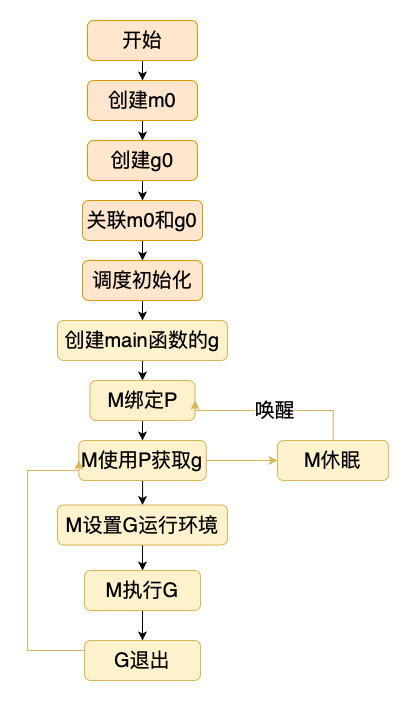 开始
创建m0
创建g0
关联m0和g0
调度初始化
创建main函数的g
M绑定P
唤醒
M使用P获取g
M休眠
M设置G运行环境
M执行G
G退出